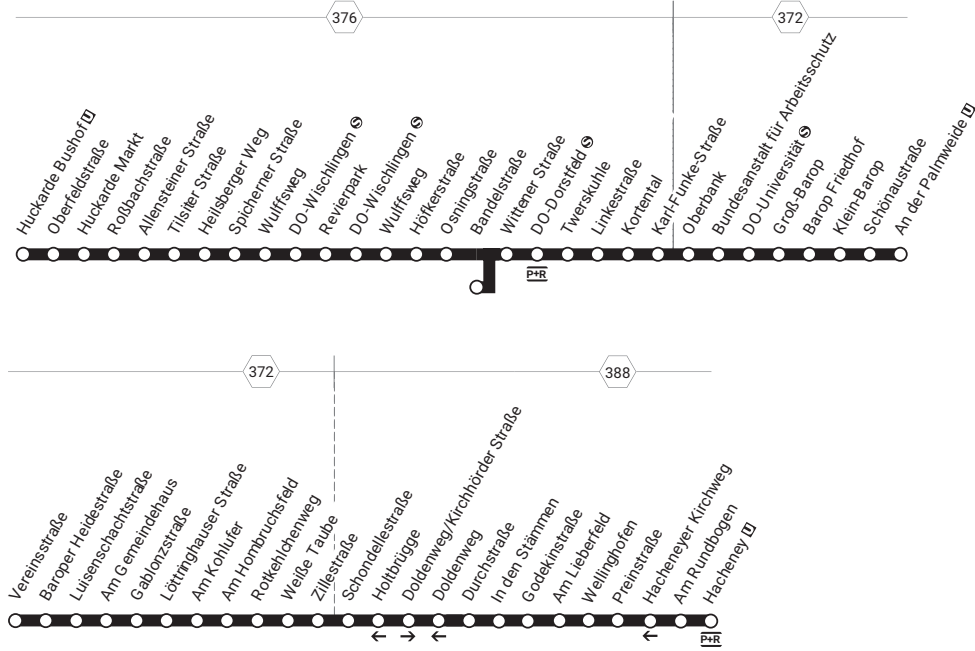 376
372
Huckarde Bushof U
Oberfeldstraße
Huckarde Markt
Roßbachstraße
Allensteiner Straße
Tilsiter Straße
Heilsberger Weg
Spicherner Straße
Wulffsweg
DO-Wischlingen S
Revierpark
DO-Wischlingen S
Wulffsweg
Höfkerstraße
Osningstraße
Bandelstraße
Wittener Straße
DO-Dorstfeld S
Twerskuhle
Linkestraße
Kortental
Karl-Funke-Straße
Oberbank
Bundesanstalt für Arbeitsschutz
DO-Universität S
Groß-Barop
Barop Friedhof
Klein-Barop
Schönaustraße
An der Palmweide U
P+R
372
388
Vereinsstraße
Baroper Heidestraße
Luisenschachtstraße
Am Gemeindehaus
Gablonzstraße
Löttringhauser Straße
Am Kohlufer
Am Hombruchsfeld
Rotkehlchenweg
Weiße Taube
Zillestraße
Schondellestraße
Holtbrügge
Doldenweg/Kirchhörder Straße
Doldenweg
Durchstraße
In den Stämmen
Godekinstraße
Am Lieberfeld
Wellinghofen
Preinstraße
Hacheneyer Kirchweg
Am Rundbogen
Hacheney U
← → ← ←
P+R